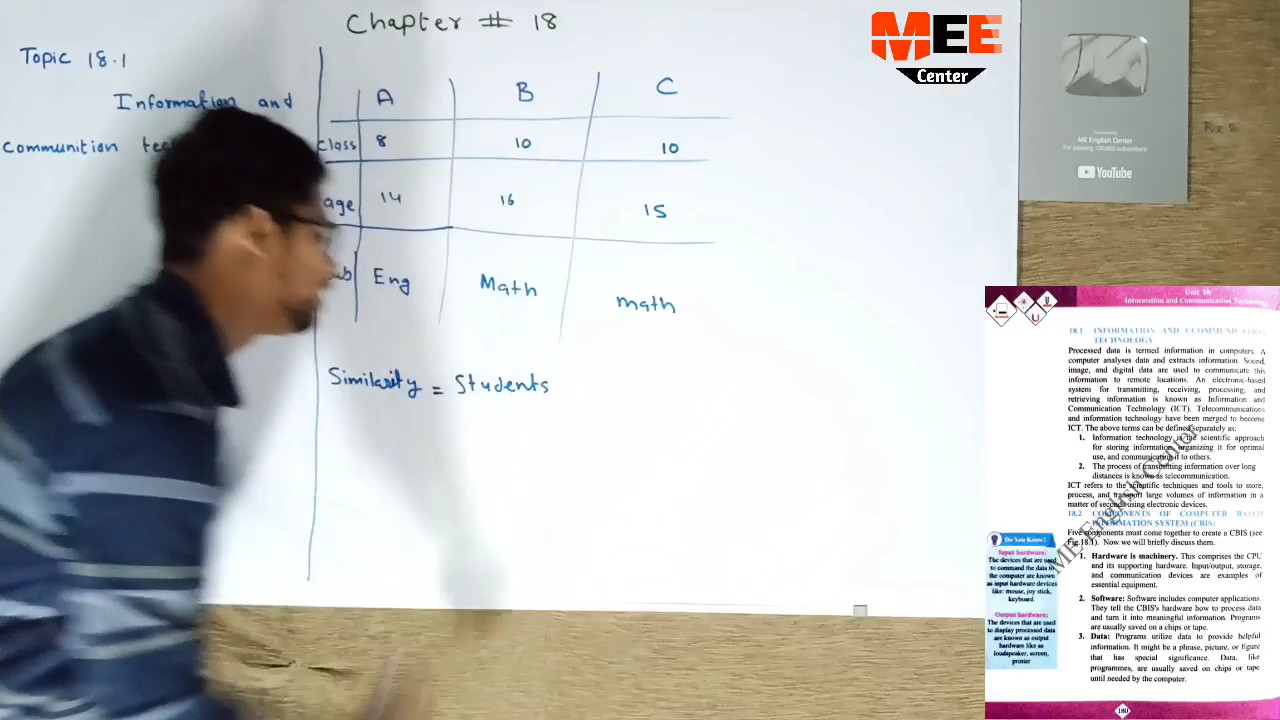 Chapter # 18
Topic 18.1
Information and
Communition
A B C
Class 8 10 10
age 14 16 15
Eng Math math
Similarity = Students
MEE
Center
ME English Center
For passing 100,000 subscribers
YouTube
Unit 18
Information and Communication Technology
18.1 INFORMATION AND UCOMMUNICATION
TECHNOLOGY
Processed data is termed information in computers. A
computer analyses data and extracts information. Sound,
image, and digital data are used to communicate this
information to remote locations. An electronic-based
system for transmitting, receiving, processing, and
retrieving information is known as Information and
Communication Technology (ICT). Telecommunications
and information technology have been merged to become
ICT. The above terms can be defined separately as:
1. Information technology is the scientific approach
for storing information, organizing it for optimal
use, and communication it to others.
2. The process of transmitting information over long
distances is known as telecommunication.
ICT refers to the scientific techniques and tools to store,
process, and transport large volumes of information in a
matter of second using electronic devices.
18.2 COMPONENTS OF COMPUTER BASED
INFORMATION SYSTEM (CBIS)
Five components must come together to create a CBIS (see
Fig 18.1). Now we will briefly discuss them.
1. Hardware is machinery. This comprises the CPU
and its supporting hardware. Input/output, storage,
and communication devices are examples of
essential equipment.
2. Software: Software includes computer applications.
They tell the CBIS's hardware how to process data
and turn it into meaningful information. Programs
are usually saved on a chips or tape.
3. Data: Programs utilize data to provide helpful
information. It might be a phrase, picture, or figure
that has special significance. Data, like
programmes, are usually saved on chips or tape
until needed by the computer.
Do You Know?
Input hardware:
The devices that are used
to command the data to
the computer are known
as input hardware devices
like: mouse, joy stick,
keyboard.
Output hardware:
The devices that are used
to display processed data
are known as output
hardware like as
loudspeaker, screen,
printer
ME English Center
180